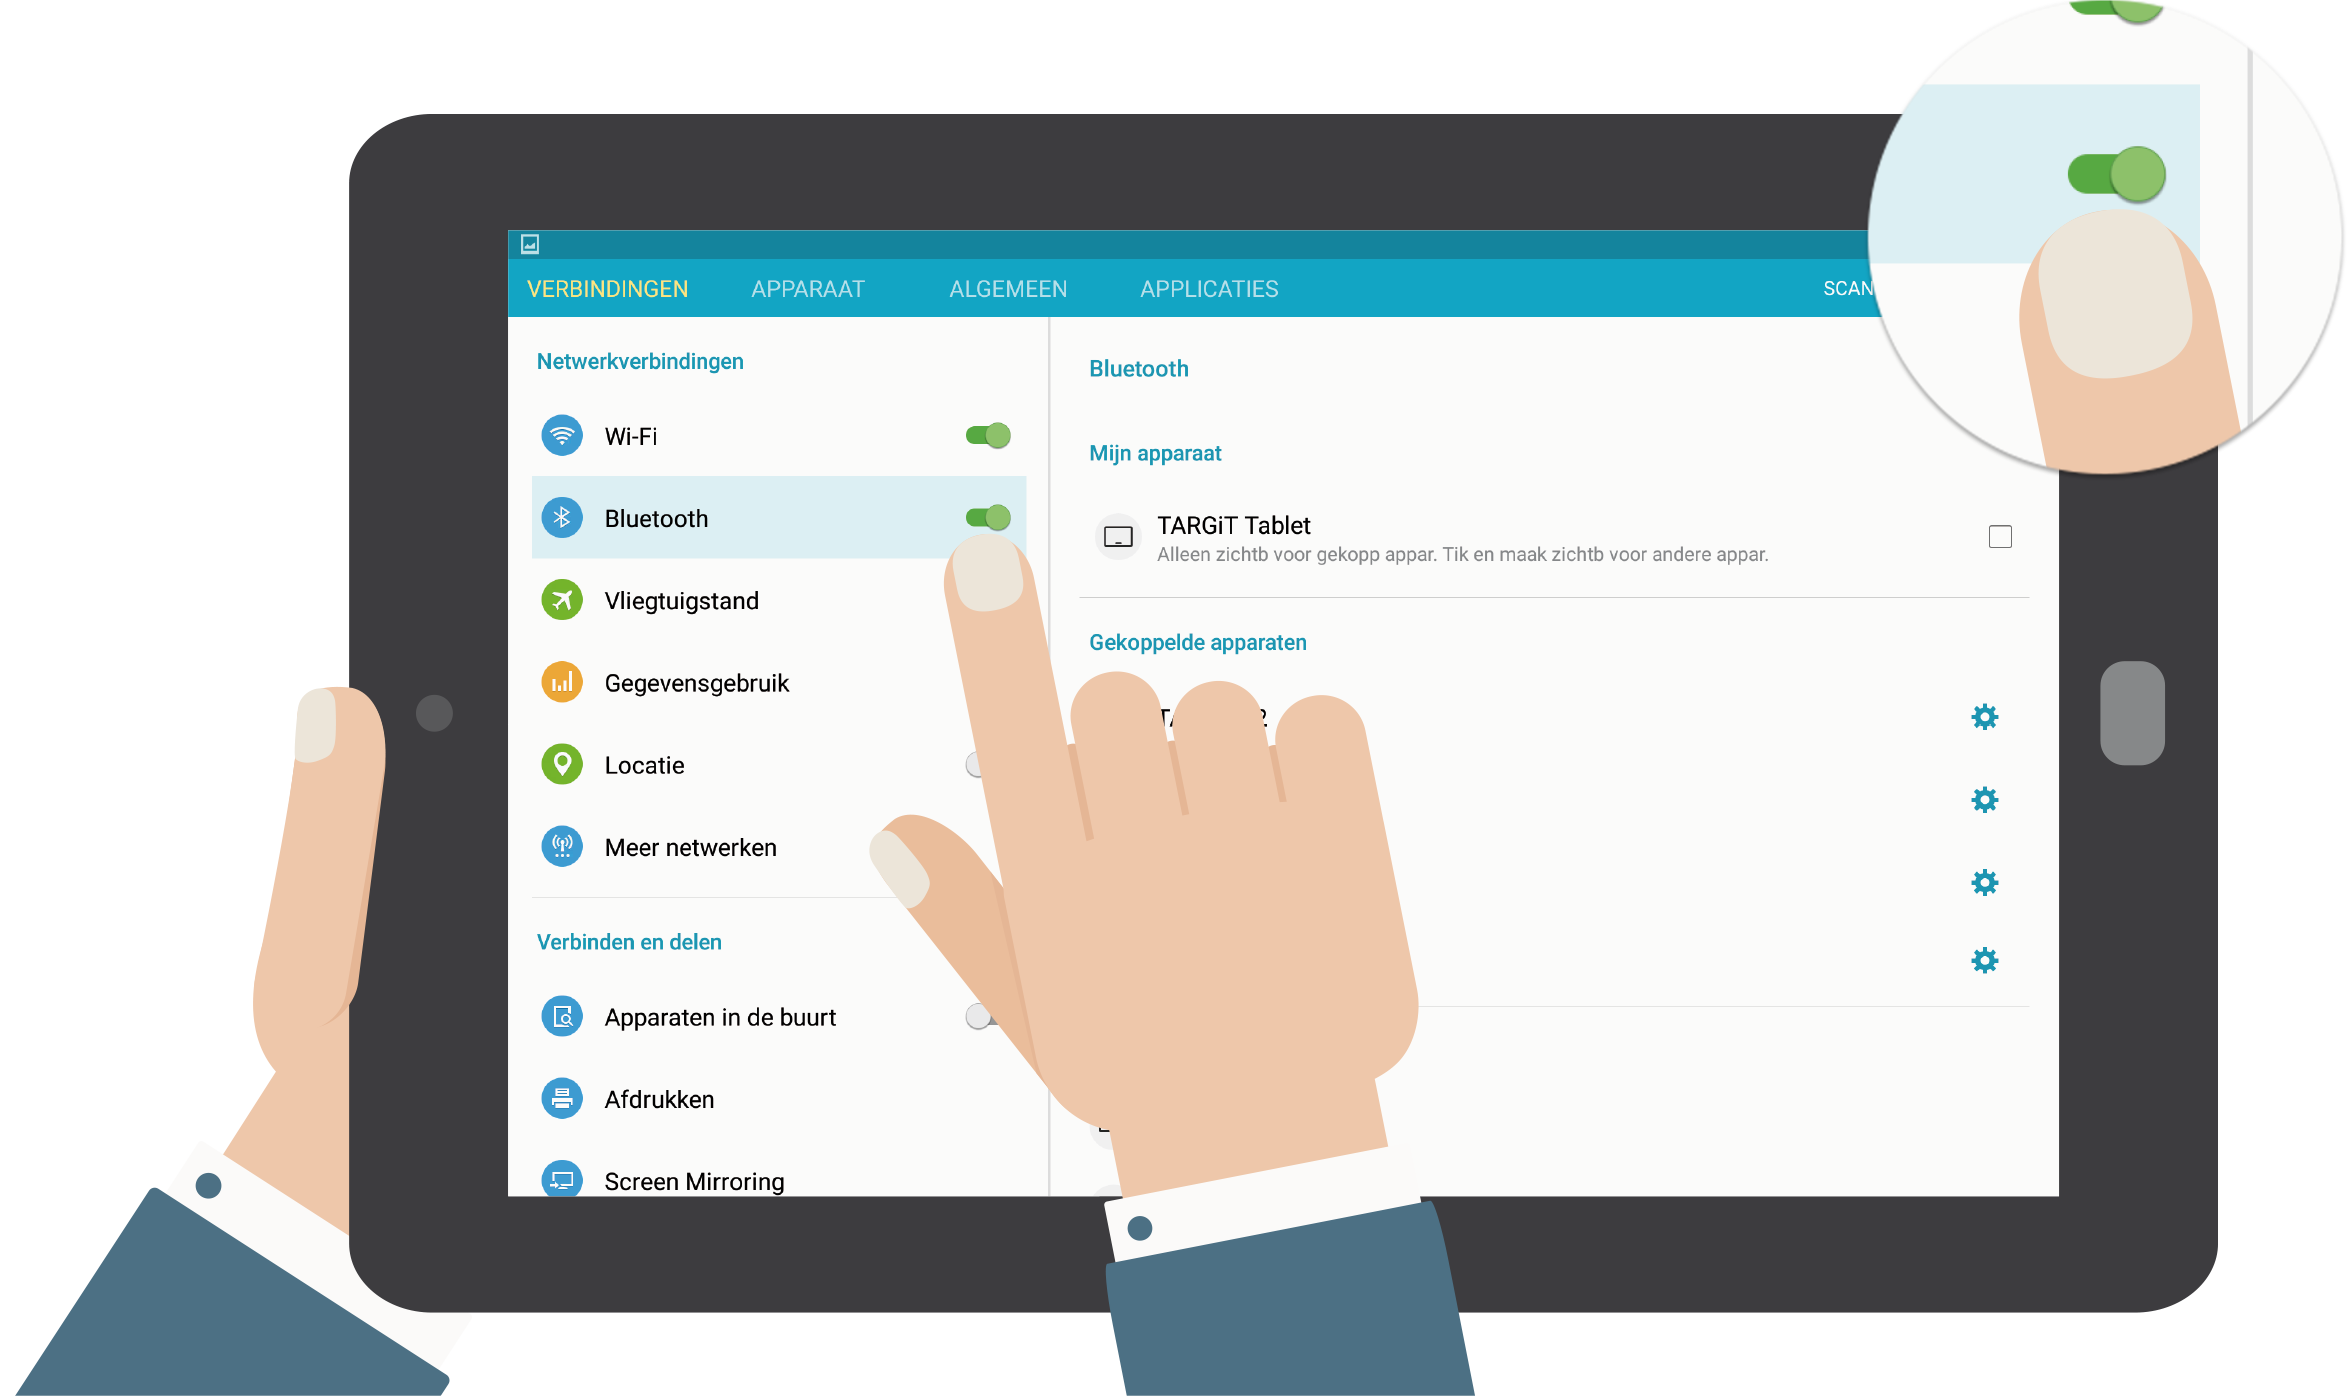 VERBINDINGEN APPARAAT ALGEMEEN APPLICATIES SCAN
Netwerkverbindingen
Wi-Fi
Bluetooth
Vliegtuigstand
Gegevensgebruik
Locatie
Meer netwerken
Verbinden en delen
Apparaten in de buurt
Afdrukken
Screen Mirroring
Bluetooth
Mijn apparaat
TARGiT Tablet
Alleen zichtb voor gekopp appar. Tik en maak zichtb voor andere appar.
Gekoppelde apparaten